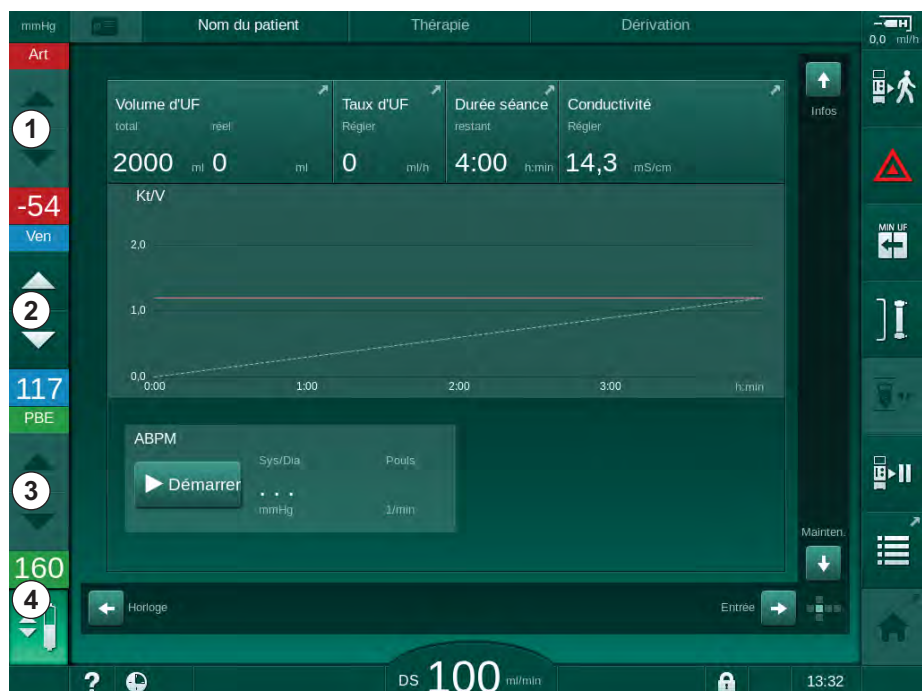 mmHg
Nom du patient
Thérapie
Dérivation
0,0 ml/h
Art
1
-54
Ven
2
117
PBE
3
160
4
Volume d'UF
total réel
2000 ml 0 ml
Taux d'UF
Régler
0 ml/h
Durée séance
restant
4:00 h:min
Conductivité
Régler
14,3 mS/cm
Kt/V
2,0
1,0
0,0
0:00 1:00 2:00 3:00 h:min
ABPM
Démarrer
Sys/Dia
. . .
mmHg
Pouls
1/min
Infos
Mainten.
Horloge
Entrée
MIN UF
? DS 100 ml/min 13:32